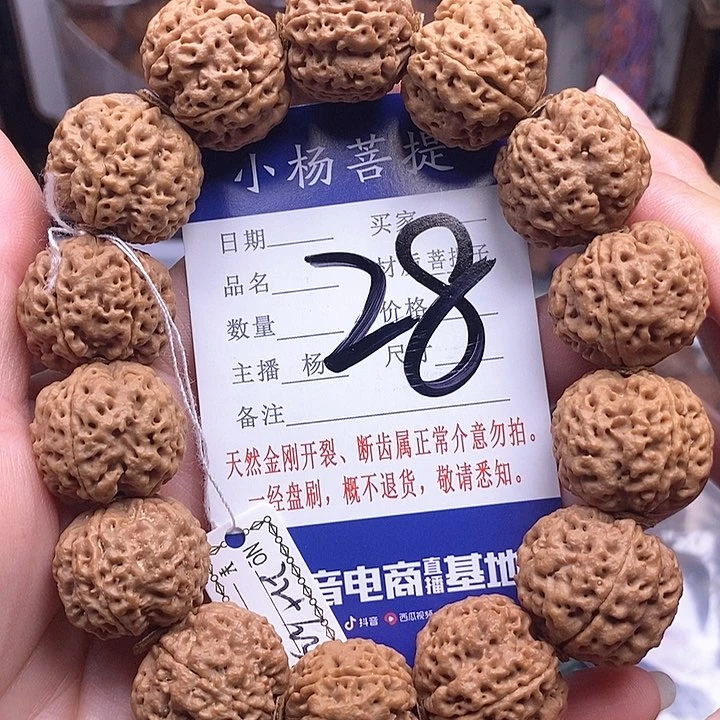 小杨菩提
日期 买家
品名 材质菩提子
数量 价格
主播 杨 尺寸
备注
28
天然金刚开裂、断齿属正常介意勿拍。
一经盘刷，概不退货，敬请悉知。
音电商直播基地
抖音 西瓜视频
NO